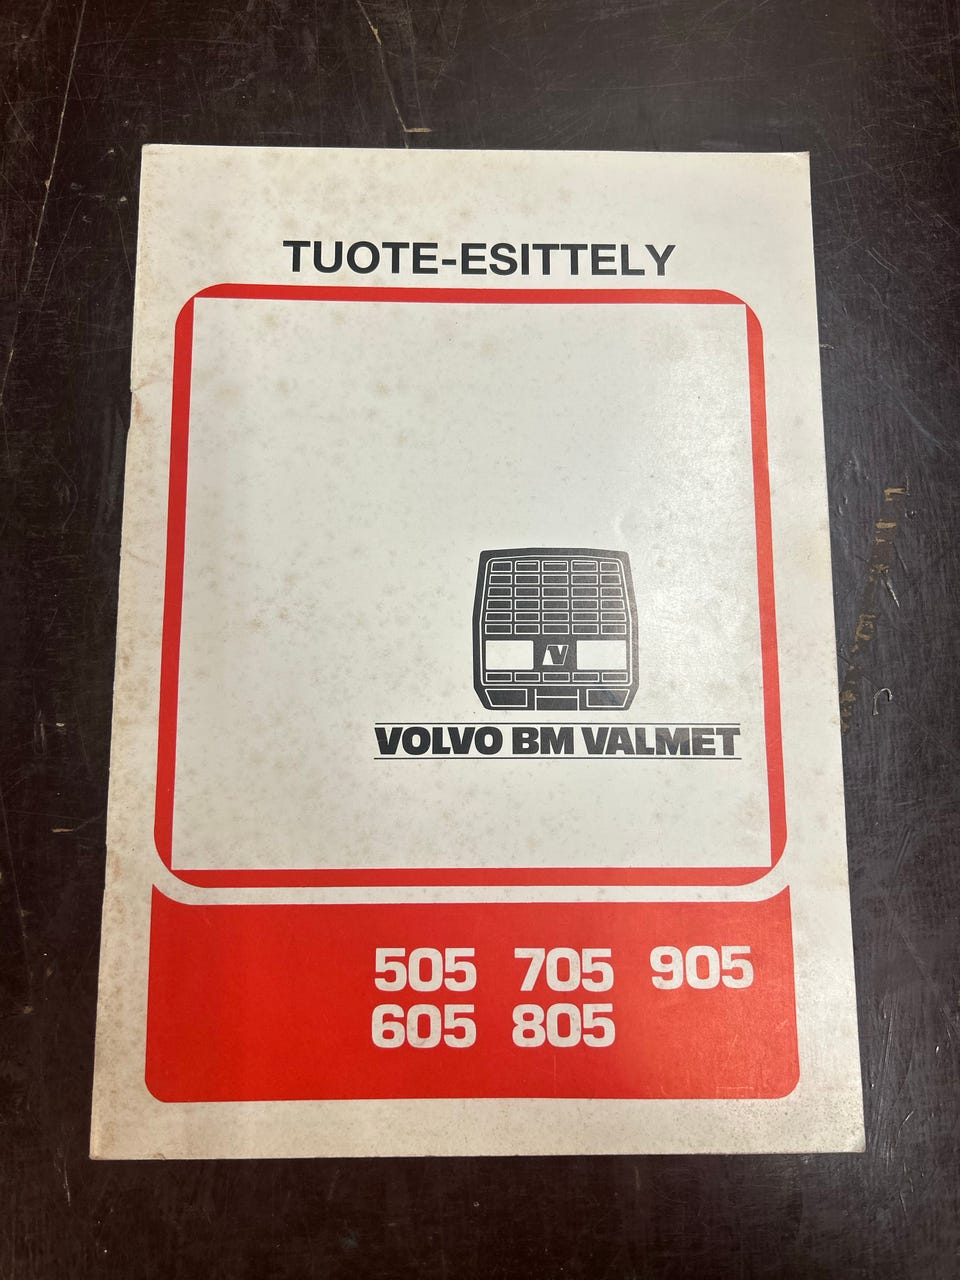 TUOTE-ESITTELY
V
VOLVO BM VALMET
505 705 905
605 805